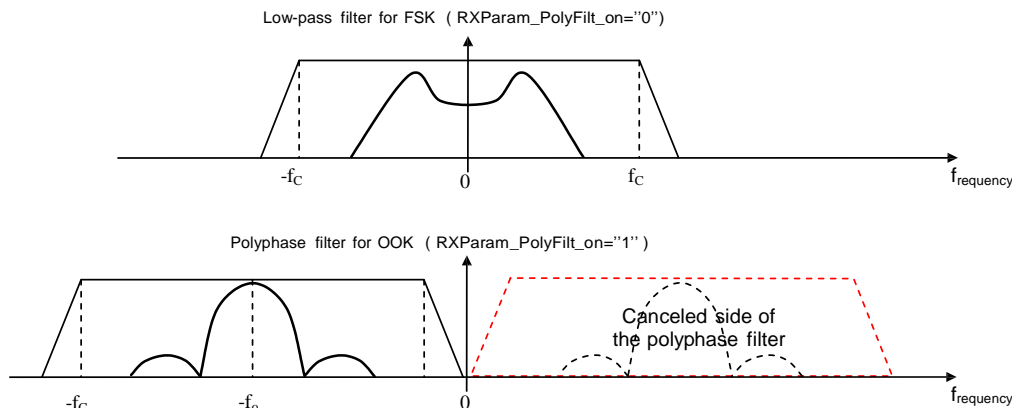 Low-pass filter for FSK ( RXParam_PolyFilt_on=''0'')
-fC 0 fC
frequency
Polyphase filter for OOK ( RXParam_PolyFilt_on=''1'' )
Canceled side of
the polyphase filter
-fC -fo 0
frequency